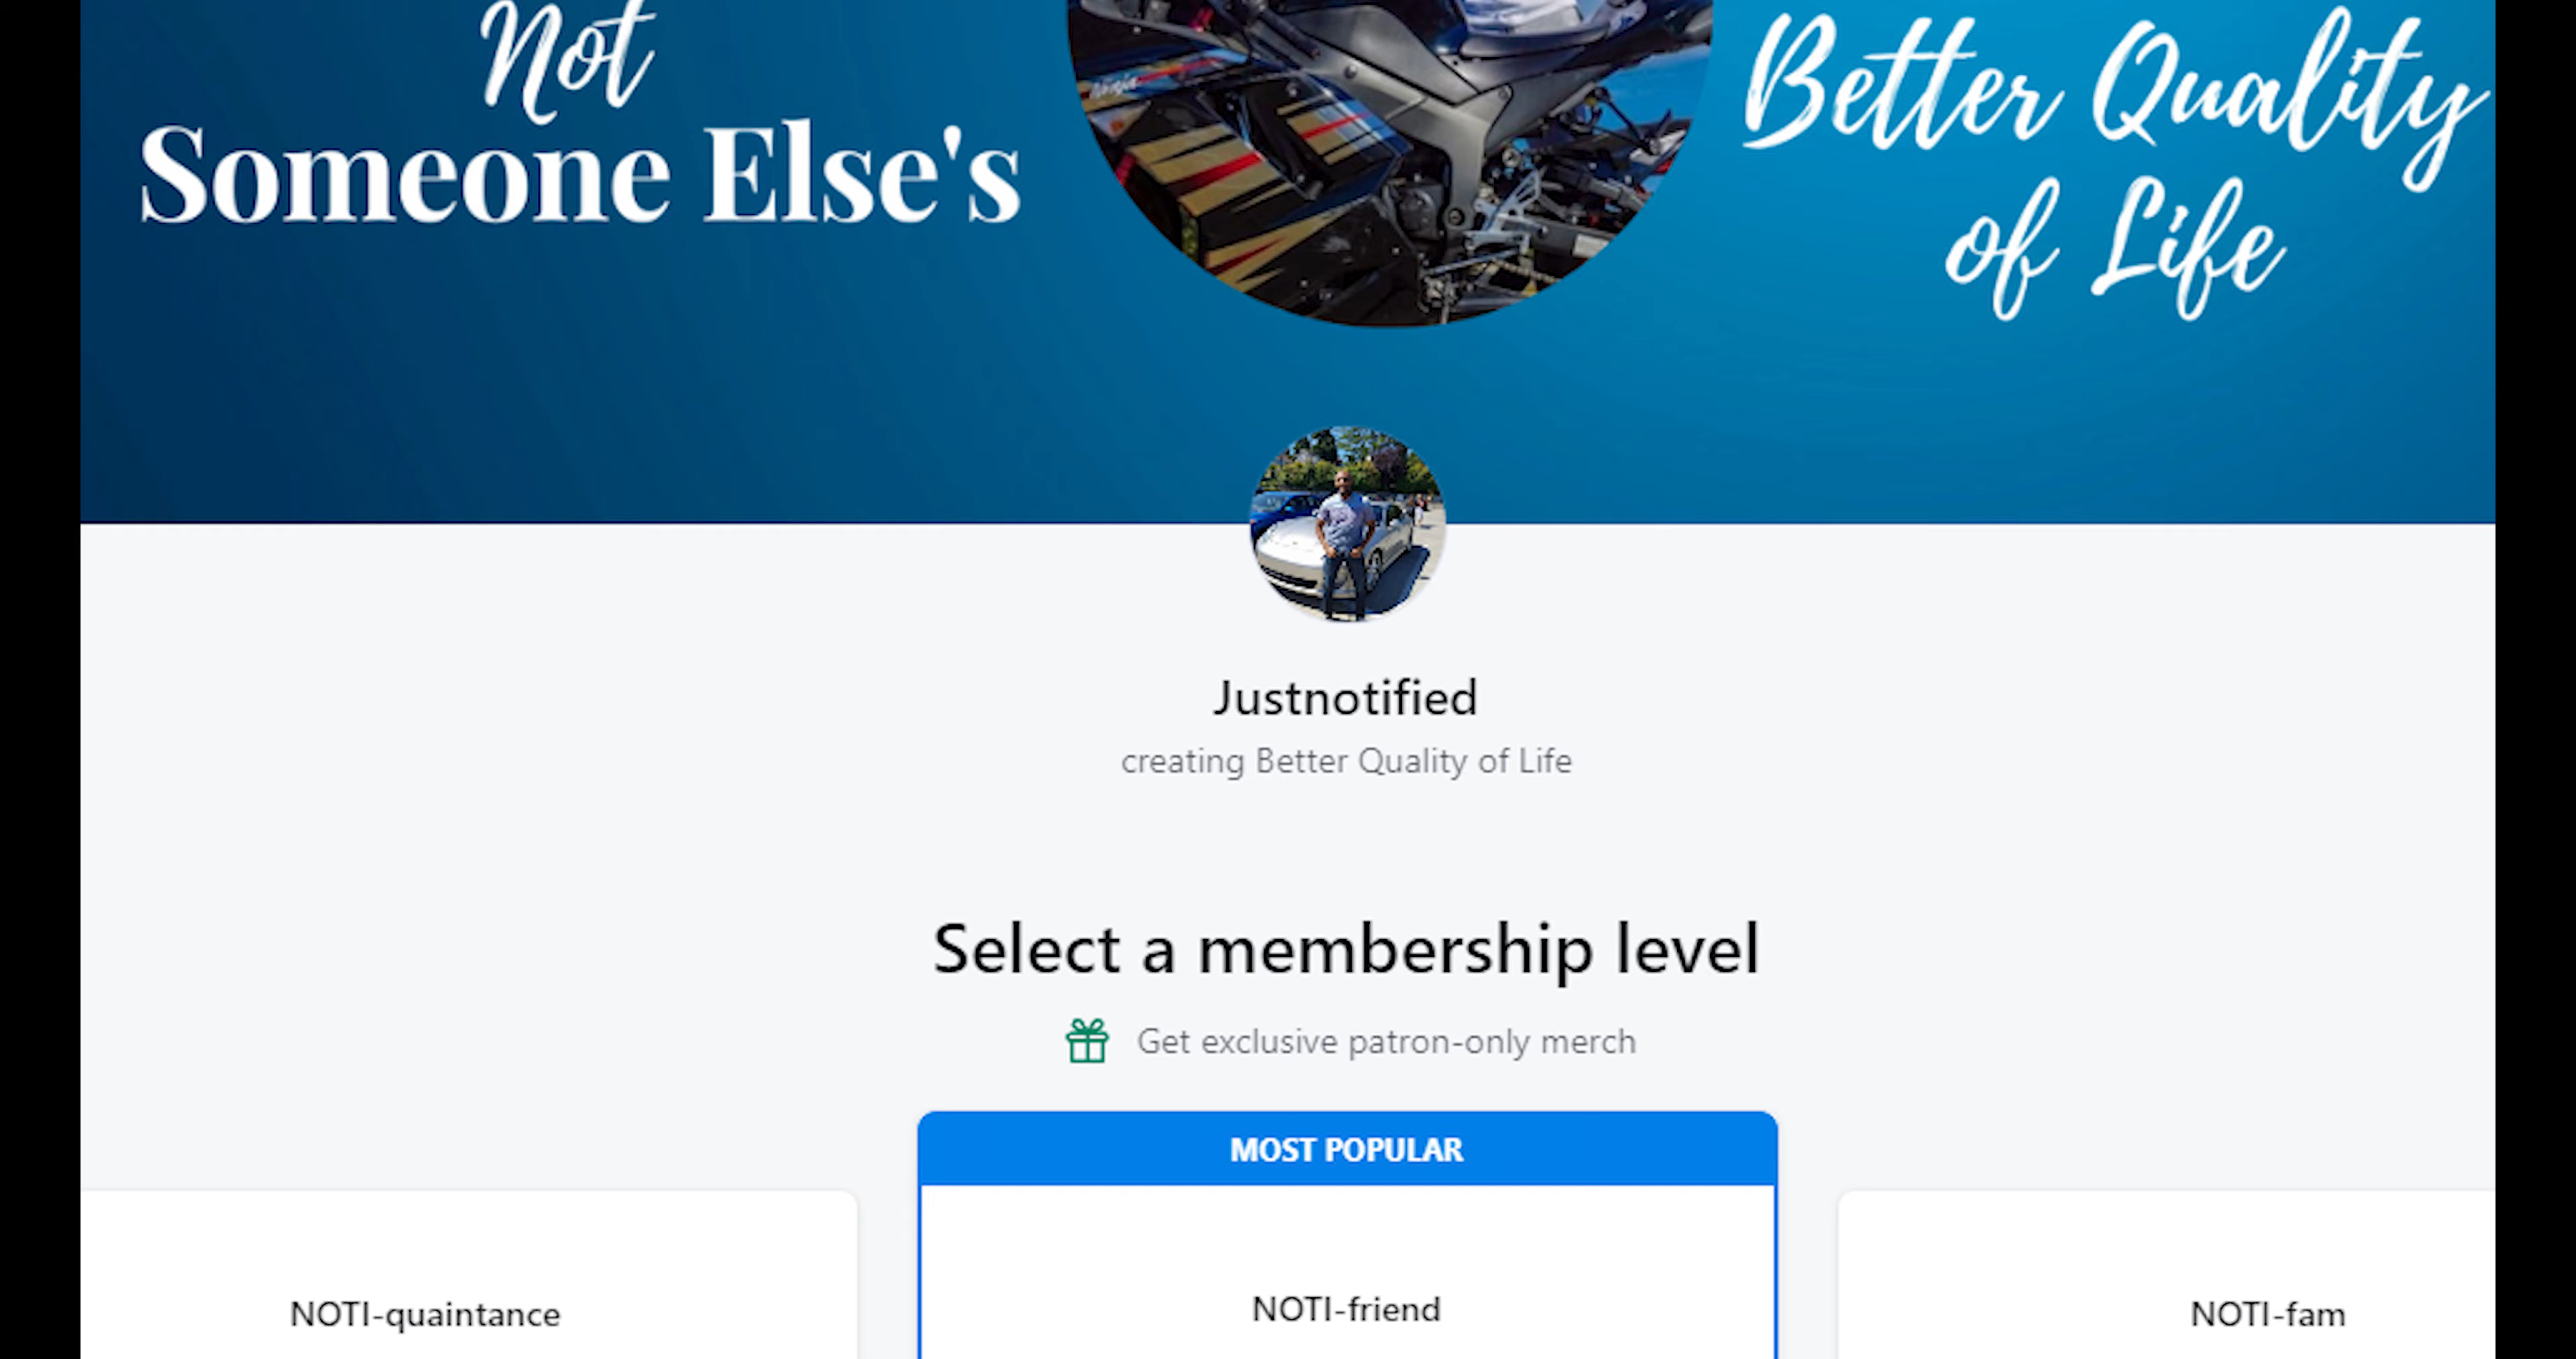 Not
Someone Else's
Better Quality
of Life
Ninja
Justnotified
creating Better Quality of Life
Select a membership level
Get exclusive patron-only merch
MOST POPULAR
NOTI-quaintance
NOTI-friend
NOTI-fam